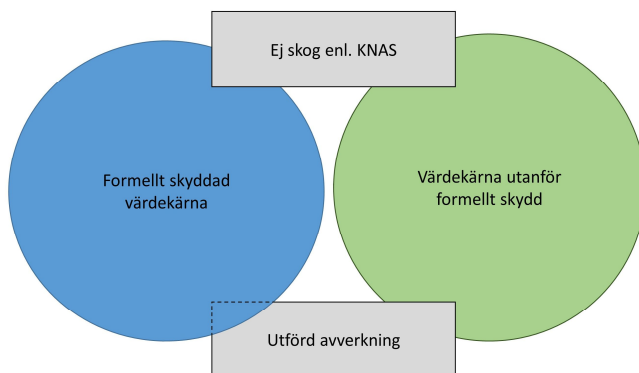 Ej skog enl. KNAS
Formellt skyddad
värdekärna
Värdekärna utanför
formellt skydd
Utförd avverkning